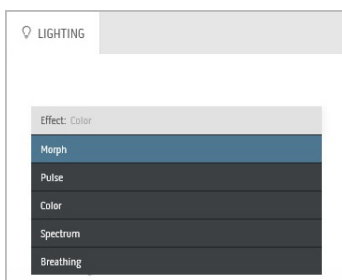 LIGHTING
Effect: Color
Morph
Pulse
Color
Spectrum
Breathing